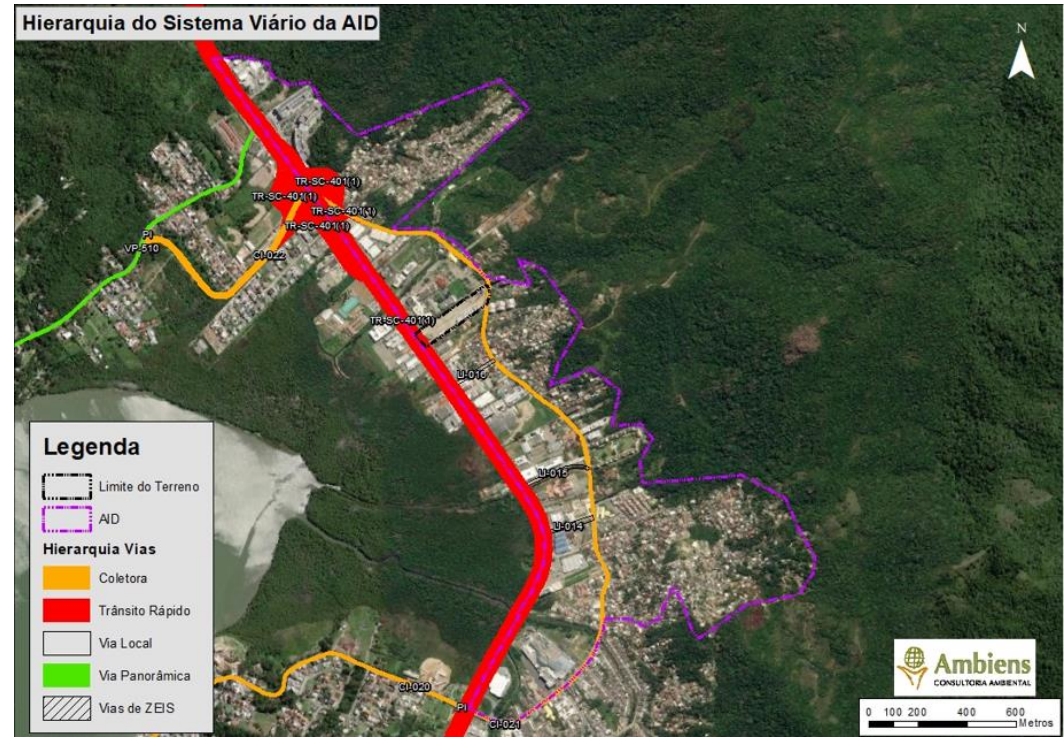 Hierarquia do Sistema Viário da AID
N
TR-SC-401(1)
TR-SC-401(1)
TR-SC-401(1)
TR-SC-401(1)
PI
VP-510
CI-022
TR-SC-401(1)
LI-016
LI-015
LI-014
CI-020
PI
CI-021
Legenda
Limite do Terreno
AID
Hierarquia Vias
Coletora
Trânsito Rápido
Via Local
Via Panorâmica
Vias de ZEIS
Ambiens
CONSULTORIA AMBIENTAL
0 100 200 400 600
Metros